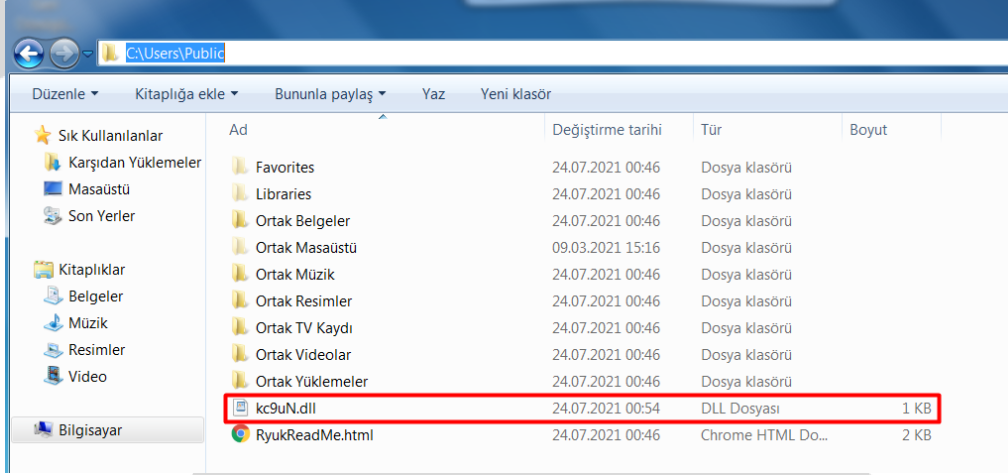 C:\Users\Public
Düzenle Kitaplığa ekle Bununla paylaş Yaz Yeni klasör
Sık Kullanılanlar
Karşıdan Yüklemeler
Masaüstü
Son Yerler
Kitaplıklar
Belgeler
Müzik
Resimler
Video
Bilgisayar
Ad Değiştirme tarihi Tür Boyut
Favorites 24.07.2021 00:46 Dosya klasörü
Libraries 24.07.2021 00:46 Dosya klasörü
Ortak Belgeler 24.07.2021 00:46 Dosya klasörü
Ortak Masaüstü 09.03.2021 15:16 Dosya klasörü
Ortak Müzik 24.07.2021 00:46 Dosya klasörü
Ortak Resimler 24.07.2021 00:46 Dosya klasörü
Ortak TV Kaydı 24.07.2021 00:46 Dosya klasörü
Ortak Videolar 24.07.2021 00:46 Dosya klasörü
Ortak Yüklemeler 24.07.2021 00:46 Dosya klasörü
kc9uN.dll 24.07.2021 00:54 DLL Dosyası 1 KB
RyukReadMe.html 24.07.2021 00:46 Chrome HTML Do... 2 KB